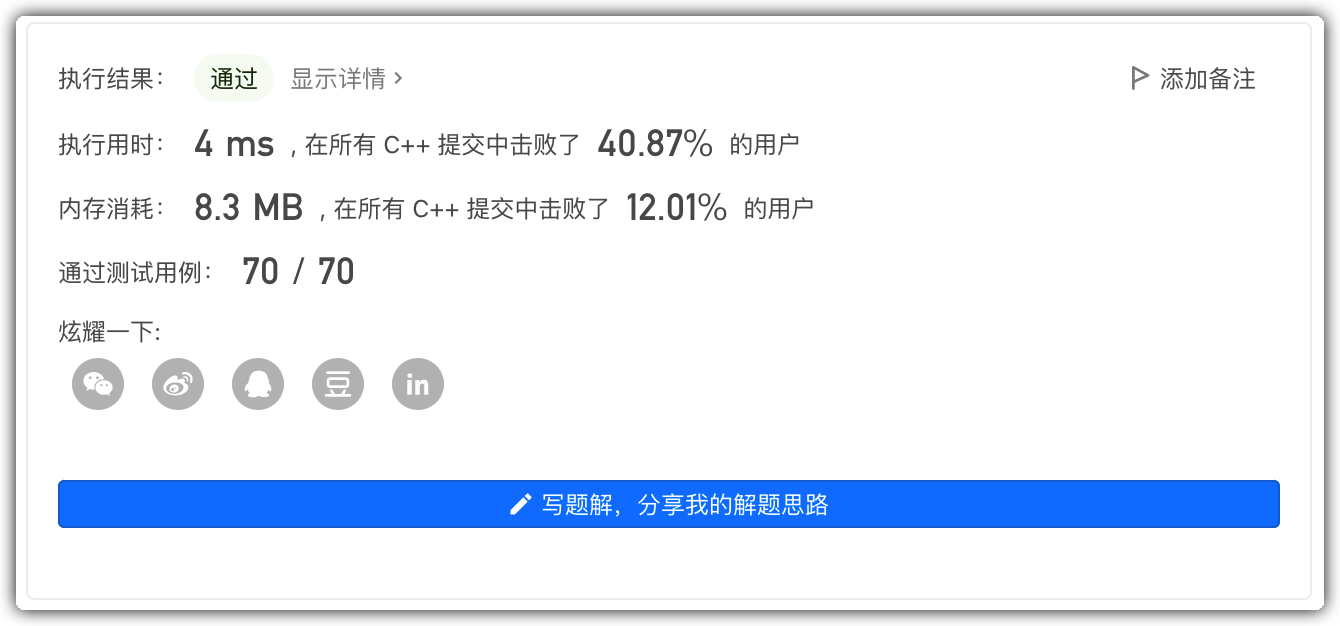 执行结果： 通过 显示详情 › 添加备注
执行用时： 4 ms , 在所有 C++ 提交中击败了 40.87% 的用户
内存消耗： 8.3 MB , 在所有 C++ 提交中击败了 12.01% 的用户
通过测试用例： 70 / 70
炫耀一下:
豆 in
写题解，分享我的解题思路